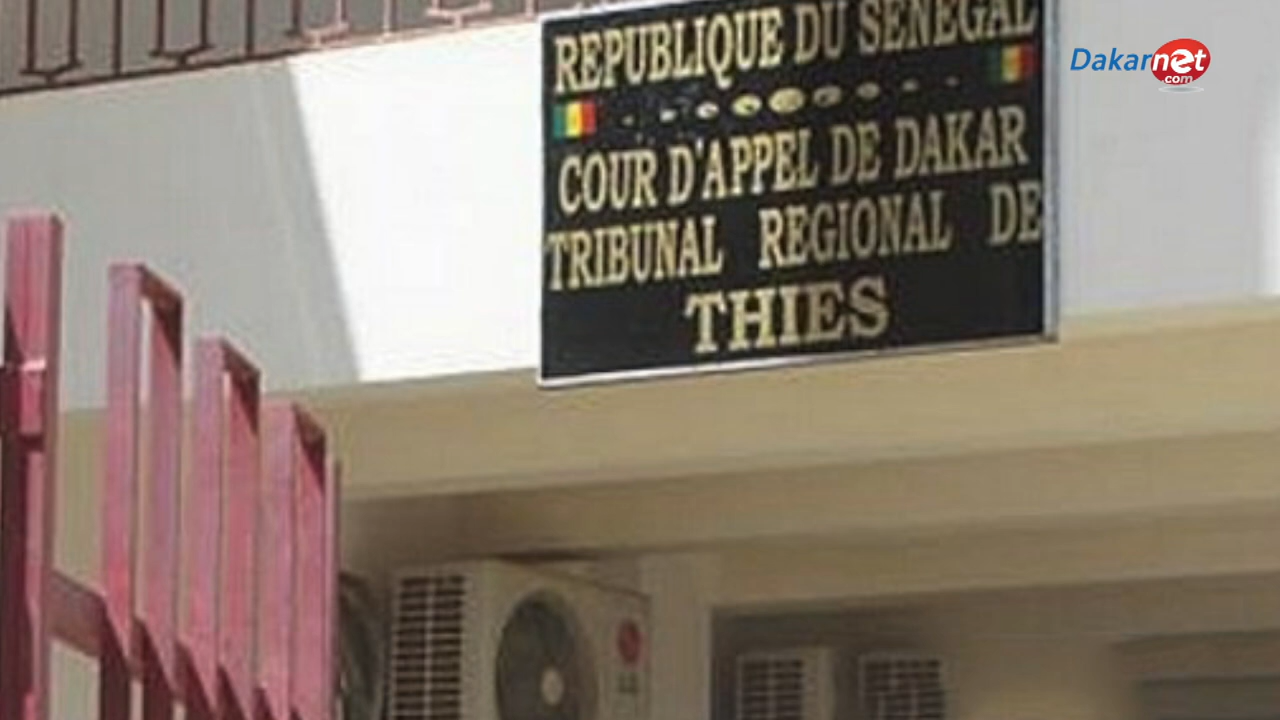 REPUBLIQUE DU SENEGAL
COUR D'APPEL DE DAKAR
TRIBUNAL REGIONAL DE
THIES
Dakarnet
.com